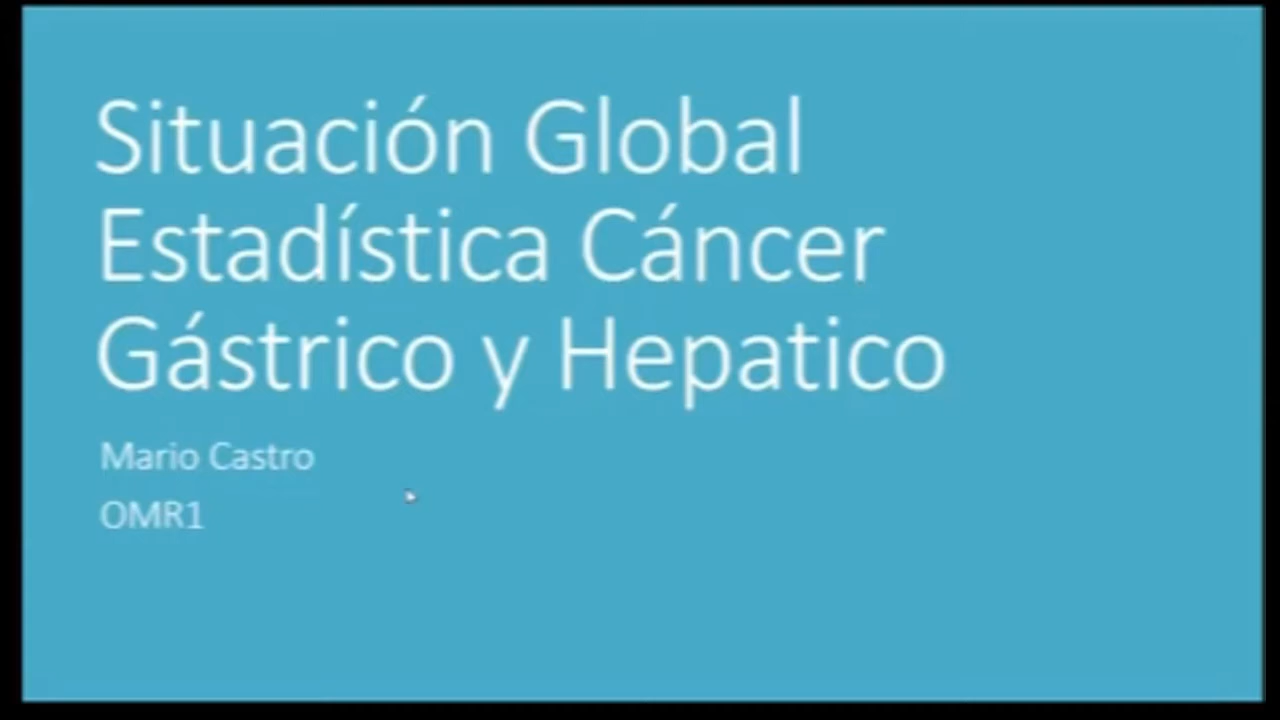 Situación Global
Estadística Cáncer
Gástrico y Hepatico
Mario Castro
OMR1